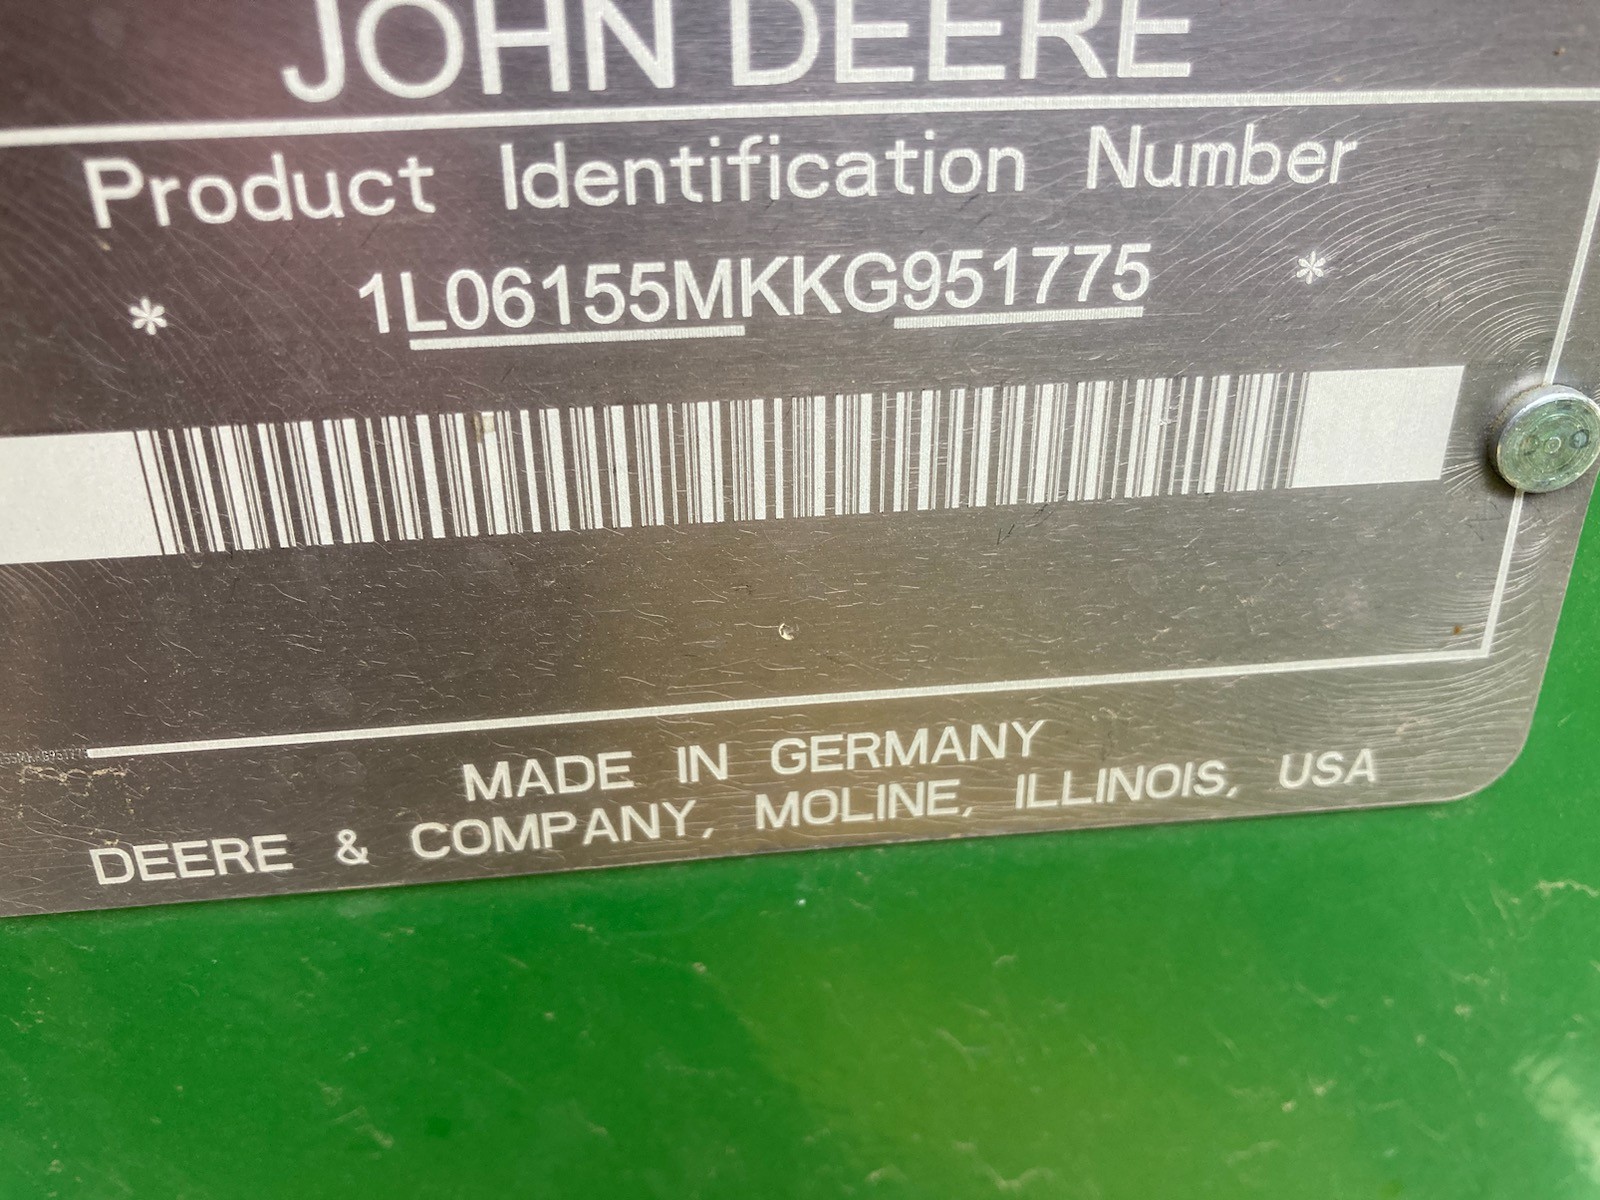 JOHN DEERE
Product Identification Number
* 1L06155MKKG951775 *
MADE IN GERMANY
DEERE & COMPANY, MOLINE, ILLINOIS, USA